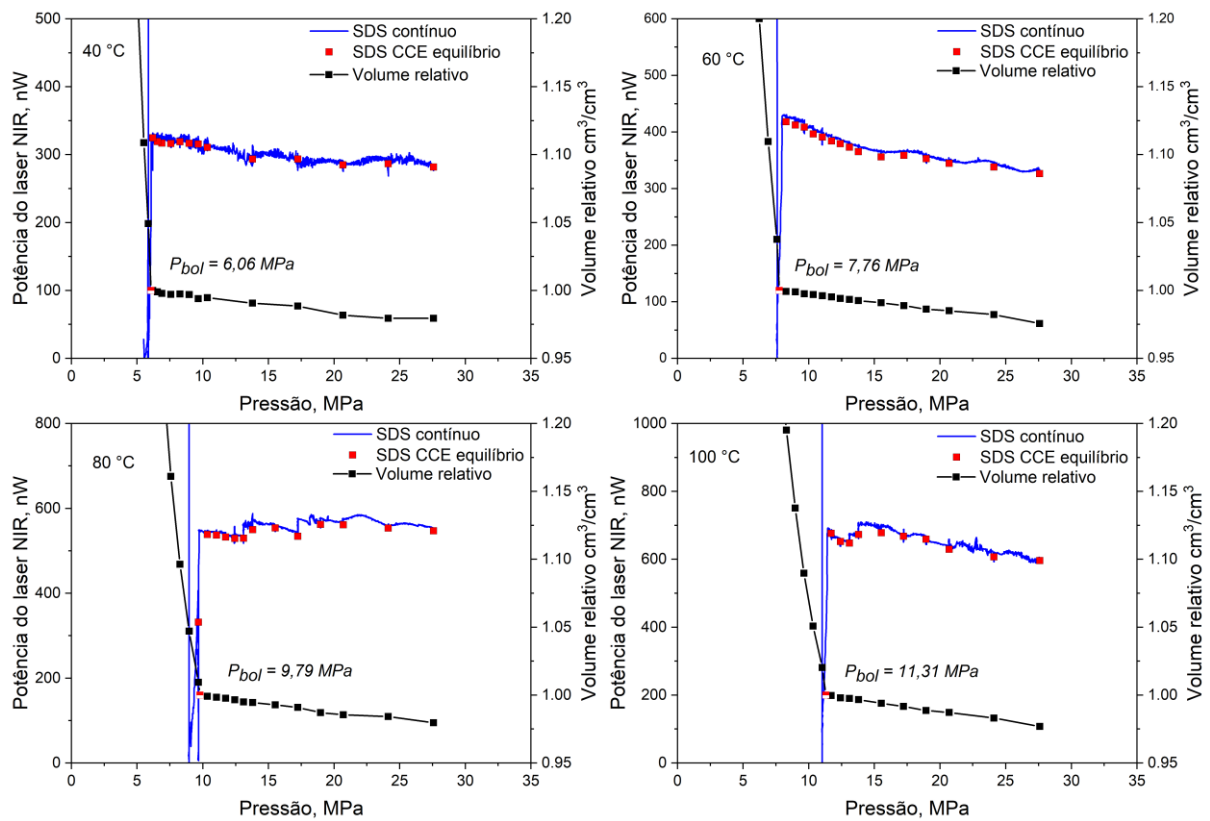 40 °C
SDS contínuo
SDS CCE equilíbrio
Volume relativo
P_bol = 6,06 MPa
Potência do laser NIR, nW
500
400
300
200
100
0
Volume relativo cm³/cm³
1.20
1.15
1.10
1.05
1.00
0.95
0 5 10 15 20 25 30 35
Pressão, MPa
60 °C
SDS contínuo
SDS CCE equilíbrio
Volume relativo
P_bol = 7,76 MPa
Potência do laser NIR, nW
600
500
400
300
200
100
0
Volume relativo cm³/cm³
1.20
1.15
1.10
1.05
1.00
0.95
0 5 10 15 20 25 30 35
Pressão, MPa
80 °C
SDS contínuo
SDS CCE equilíbrio
Volume relativo
P_bol = 9,79 MPa
Potência do laser NIR, nW
800
600
400
200
0
Volume relativo cm³/cm³
1.20
1.15
1.10
1.05
1.00
0.95
0 5 10 15 20 25 30 35
Pressão, MPa
100 °C
SDS contínuo
SDS CCE equilíbrio
Volume relativo
P_bol = 11,31 MPa
Potência do laser NIR, nW
1000
800
600
400
200
0
Volume relativo cm³/cm³
1.20
1.15
1.10
1.05
1.00
0.95
0 5 10 15 20 25 30 35
Pressão, MPa